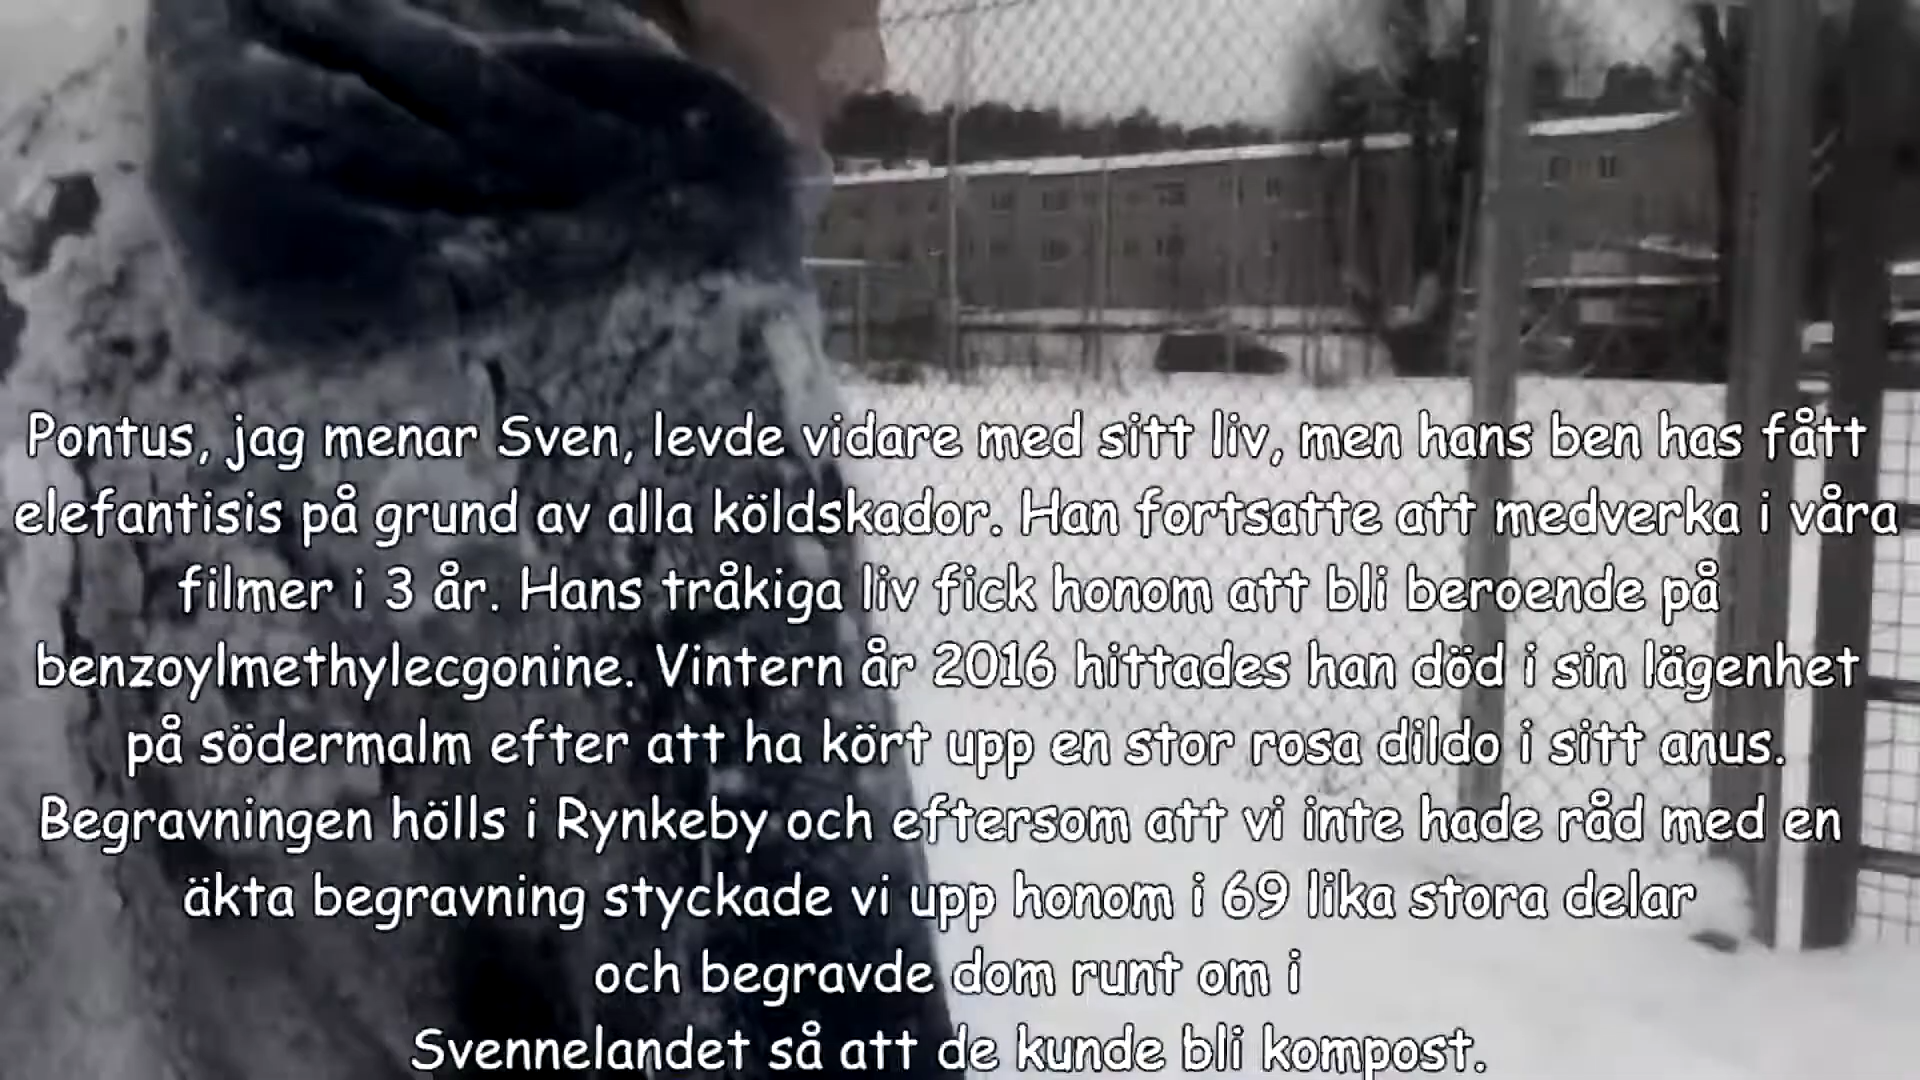 Pontus, jag menar Sven, levde vidare med sitt liv, men hans ben has fått
elefantisis på grund av alla köldskador. Han fortsatte att medverka i våra
filmer i 3 år. Hans tråkiga liv fick honom att bli beroende på
benzoylmethylecgonine. Vintern år 2016 hittades han död i sin lägenhet
på södermalm efter att ha kört upp en stor rosa dildo i sitt anus.
Begravningen hölls i Rynkeby och eftersom att vi inte hade råd med en
äkta begravning styckade vi upp honom i 69 lika stora delar
och begravde dom runt om i
Svennelandet så att de kunde bli kompost.